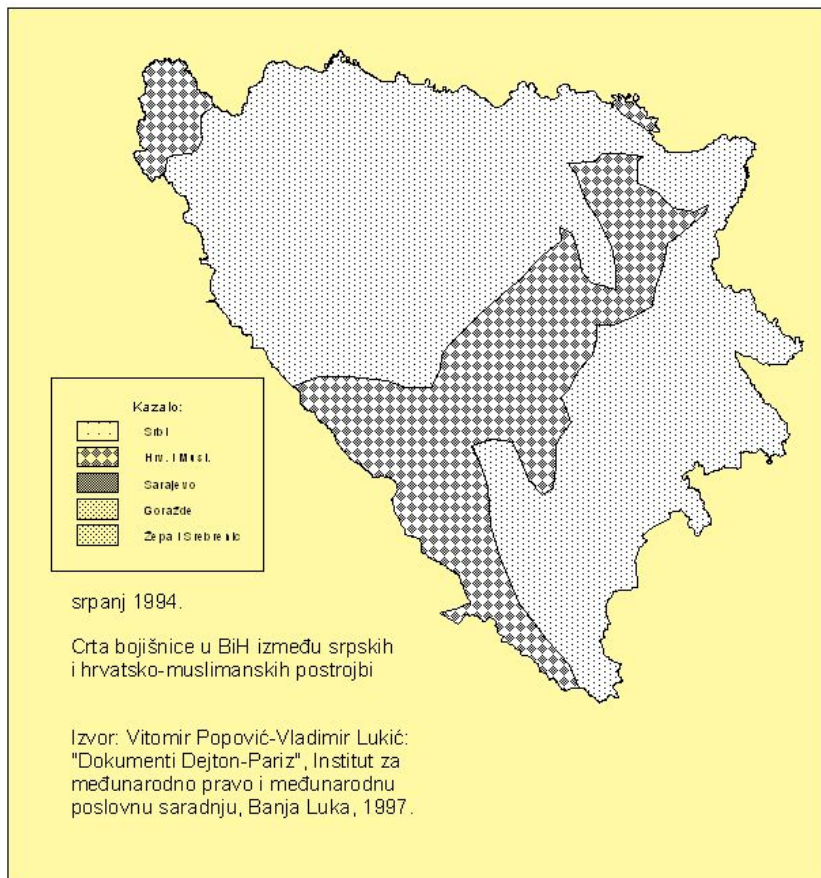 Kazalo:
Srbi
Hrv. i Musl.
Sarajevo
Goražde
Žepa i Srebrenic
srpanj 1994.
Crta bojišnice u BiH između srpskih
i hrvatsko-muslimanskih postrojbi
Izvor: Vitomir Popović-Vladimir Lukić:
"Dokumenti Dejton-Pariz", Institut za
međunarodno pravo i međunarodnu
poslovnu saradnju, Banja Luka, 1997.